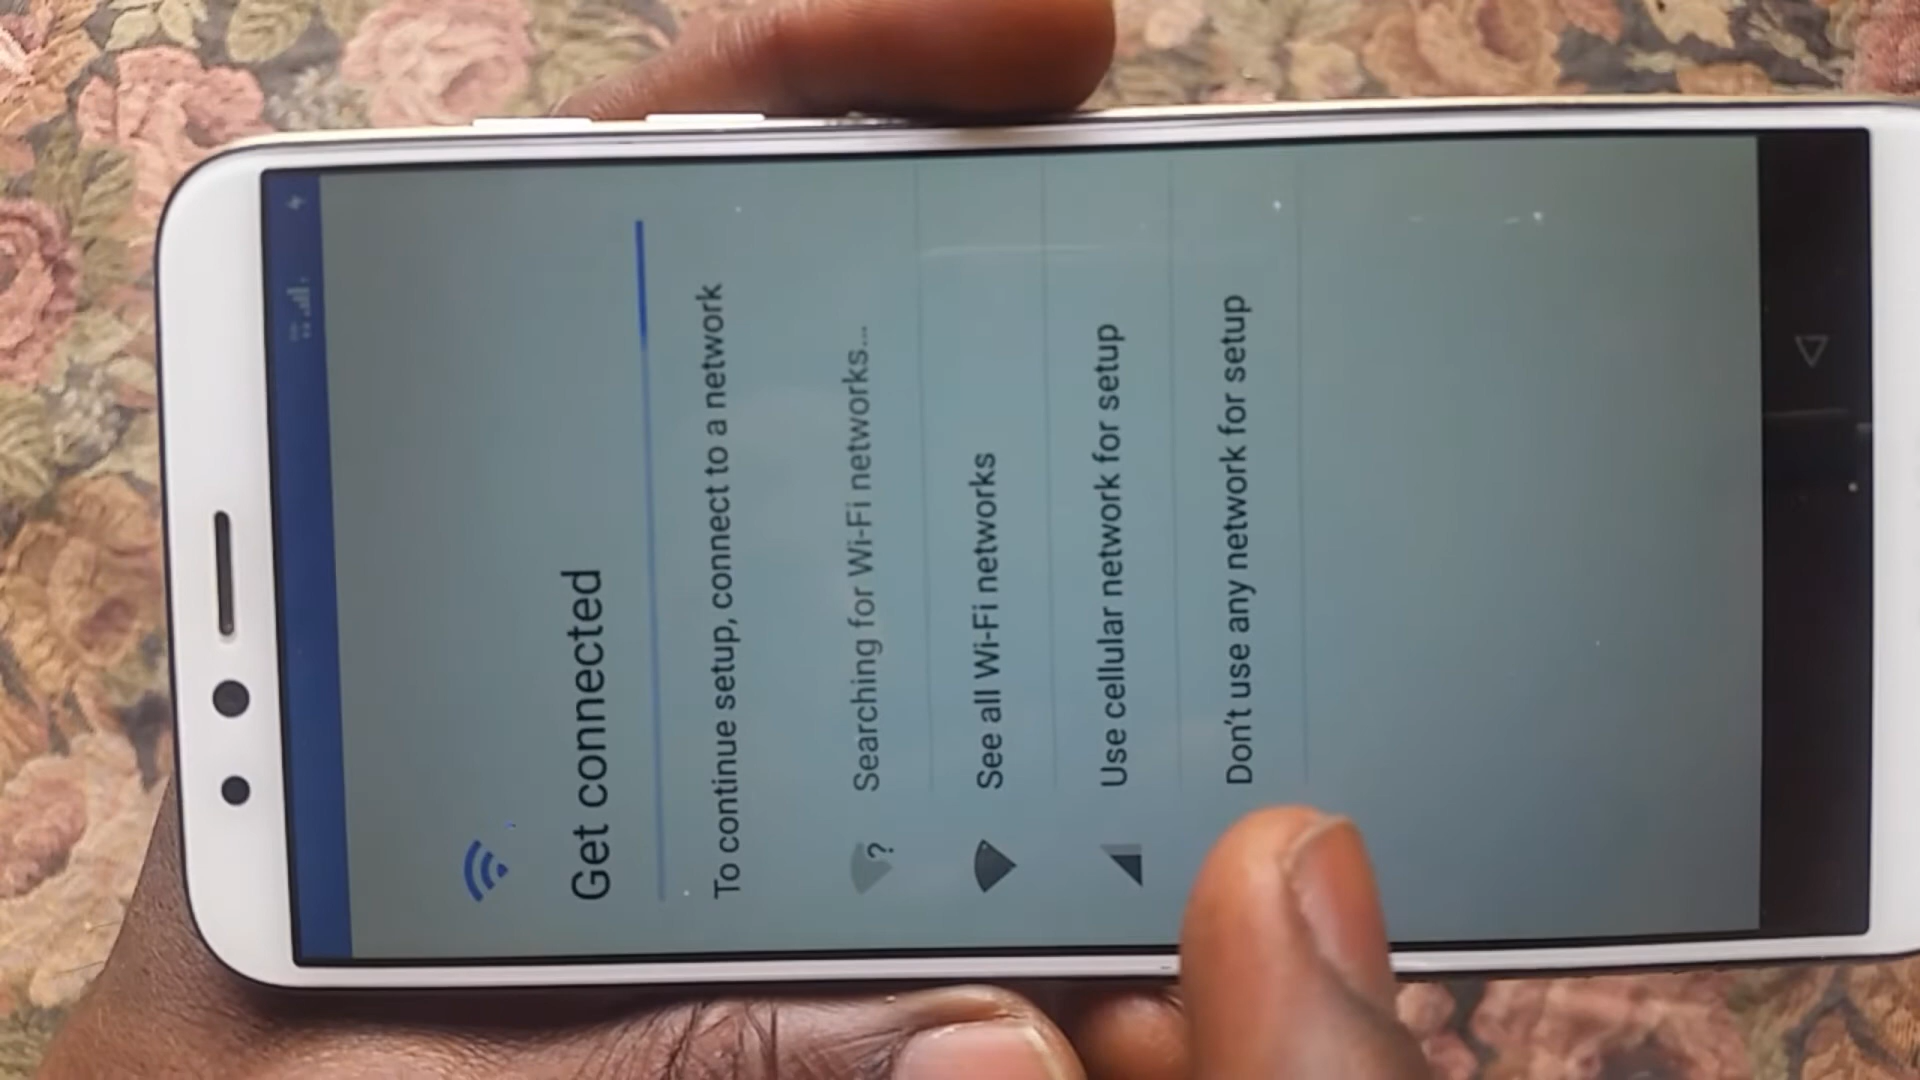 Get connected
To continue setup, connect to a network
Searching for Wi-Fi networks...
See all Wi-Fi networks
Use cellular network for setup
Don't use any network for setup